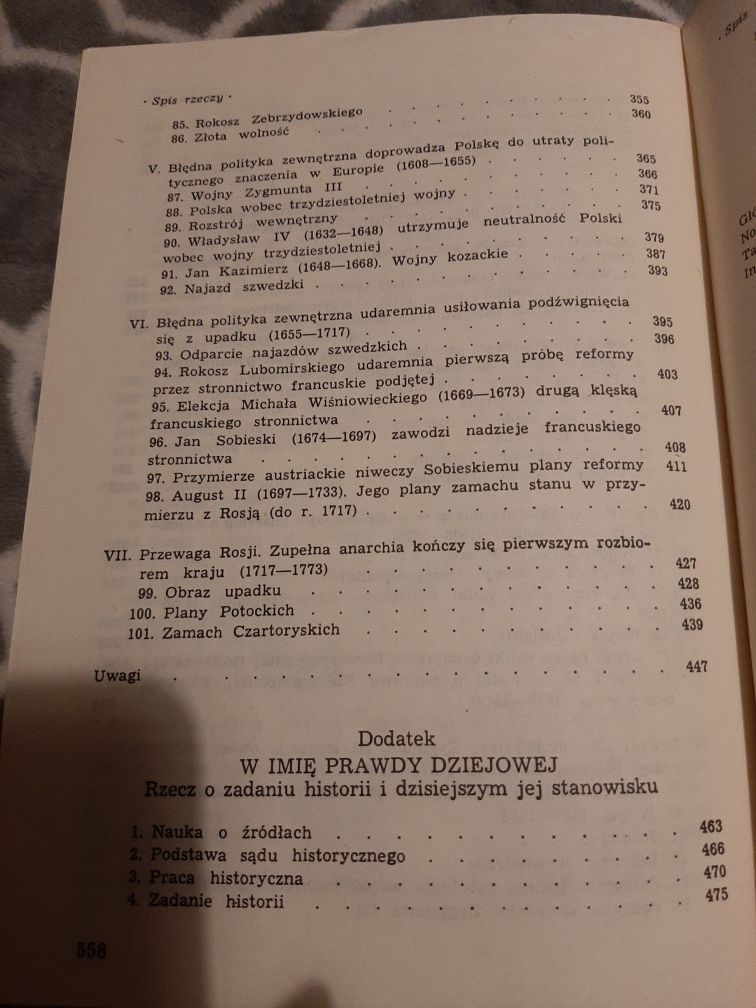 · Spis rzeczy ·
85. Rokosz Zebrzydowskiego . . . . . . . . . 355
86. Złota wolność . . . . . . . . . . . 360
V. Błędna polityka zewnętrzna doprowadza Polskę do utraty poli-
tycznego znaczenia w Europie (1608—1655) . . . . . 365
87. Wojny Zygmunta III . . . . . . . . . . 366
88. Polska wobec trzydziestoletniej wojny . . . . . . 371
89. Rozstrój wewnętrzny . . . . . . . . . . 375
90. Władysław IV (1632—1648) utrzymuje neutralność Polski
wobec wojny trzydziestoletniej . . . . . . . . . 379
91. Jan Kazimierz (1648—1668). Wojny kozackie . . . . . 387
92. Najazd szwedzki . . . . . . . . . . . 393
VI. Błędna polityka zewnętrzna udaremnia usiłowania podźwignięcia
się z upadku (1655—1717) . . . . . . . . . . 395
93. Odparcie najazdów szwedzkich . . . . . . . . 396
94. Rokosz Lubomirskiego udaremnia pierwszą próbę reformy
przez stronnictwo francuskie podjętej . . . . . . . 403
95. Elekcja Michała Wiśniowieckiego (1669—1673) drugą klęską
francuskiego stronnictwa . . . . . . . . . . 407
96. Jan Sobieski (1674—1697) zawodzi nadzieje francuskiego
stronnictwa . . . . . . . . . . . . . . 408
97. Przymierze austriackie niweczy Sobieskiemu plany reformy 411
98. August II (1697—1733). Jego plany zamachu stanu w przy-
mierzu z Rosją (do r. 1717) . . . . . . . . . . 420
VII. Przewaga Rosji. Zupełna anarchia kończy się pierwszym rozbio-
rem kraju (1717—1773) . . . . . . . . . . . 427
99. Obraz upadku . . . . . . . . . . . . 428
100. Plany Potockich . . . . . . . . . . . . 436
101. Zamach Czartoryskich . . . . . . . . . . . 439
Uwagi . . . . . . . . . . . . . . . . . 447
Dodatek
W IMIĘ PRAWDY DZIEJOWEJ
Rzecz o zadaniu historii i dzisiejszym jej stanowisku
1. Nauka o źródłach . . . . . . . . . . . . 463
2. Podstawa sądu historycznego . . . . . . . . . 466
3. Praca historyczna . . . . . . . . . . . . 470
4. Zadanie historii . . . . . . . . . . . . . 475
558
· Spis